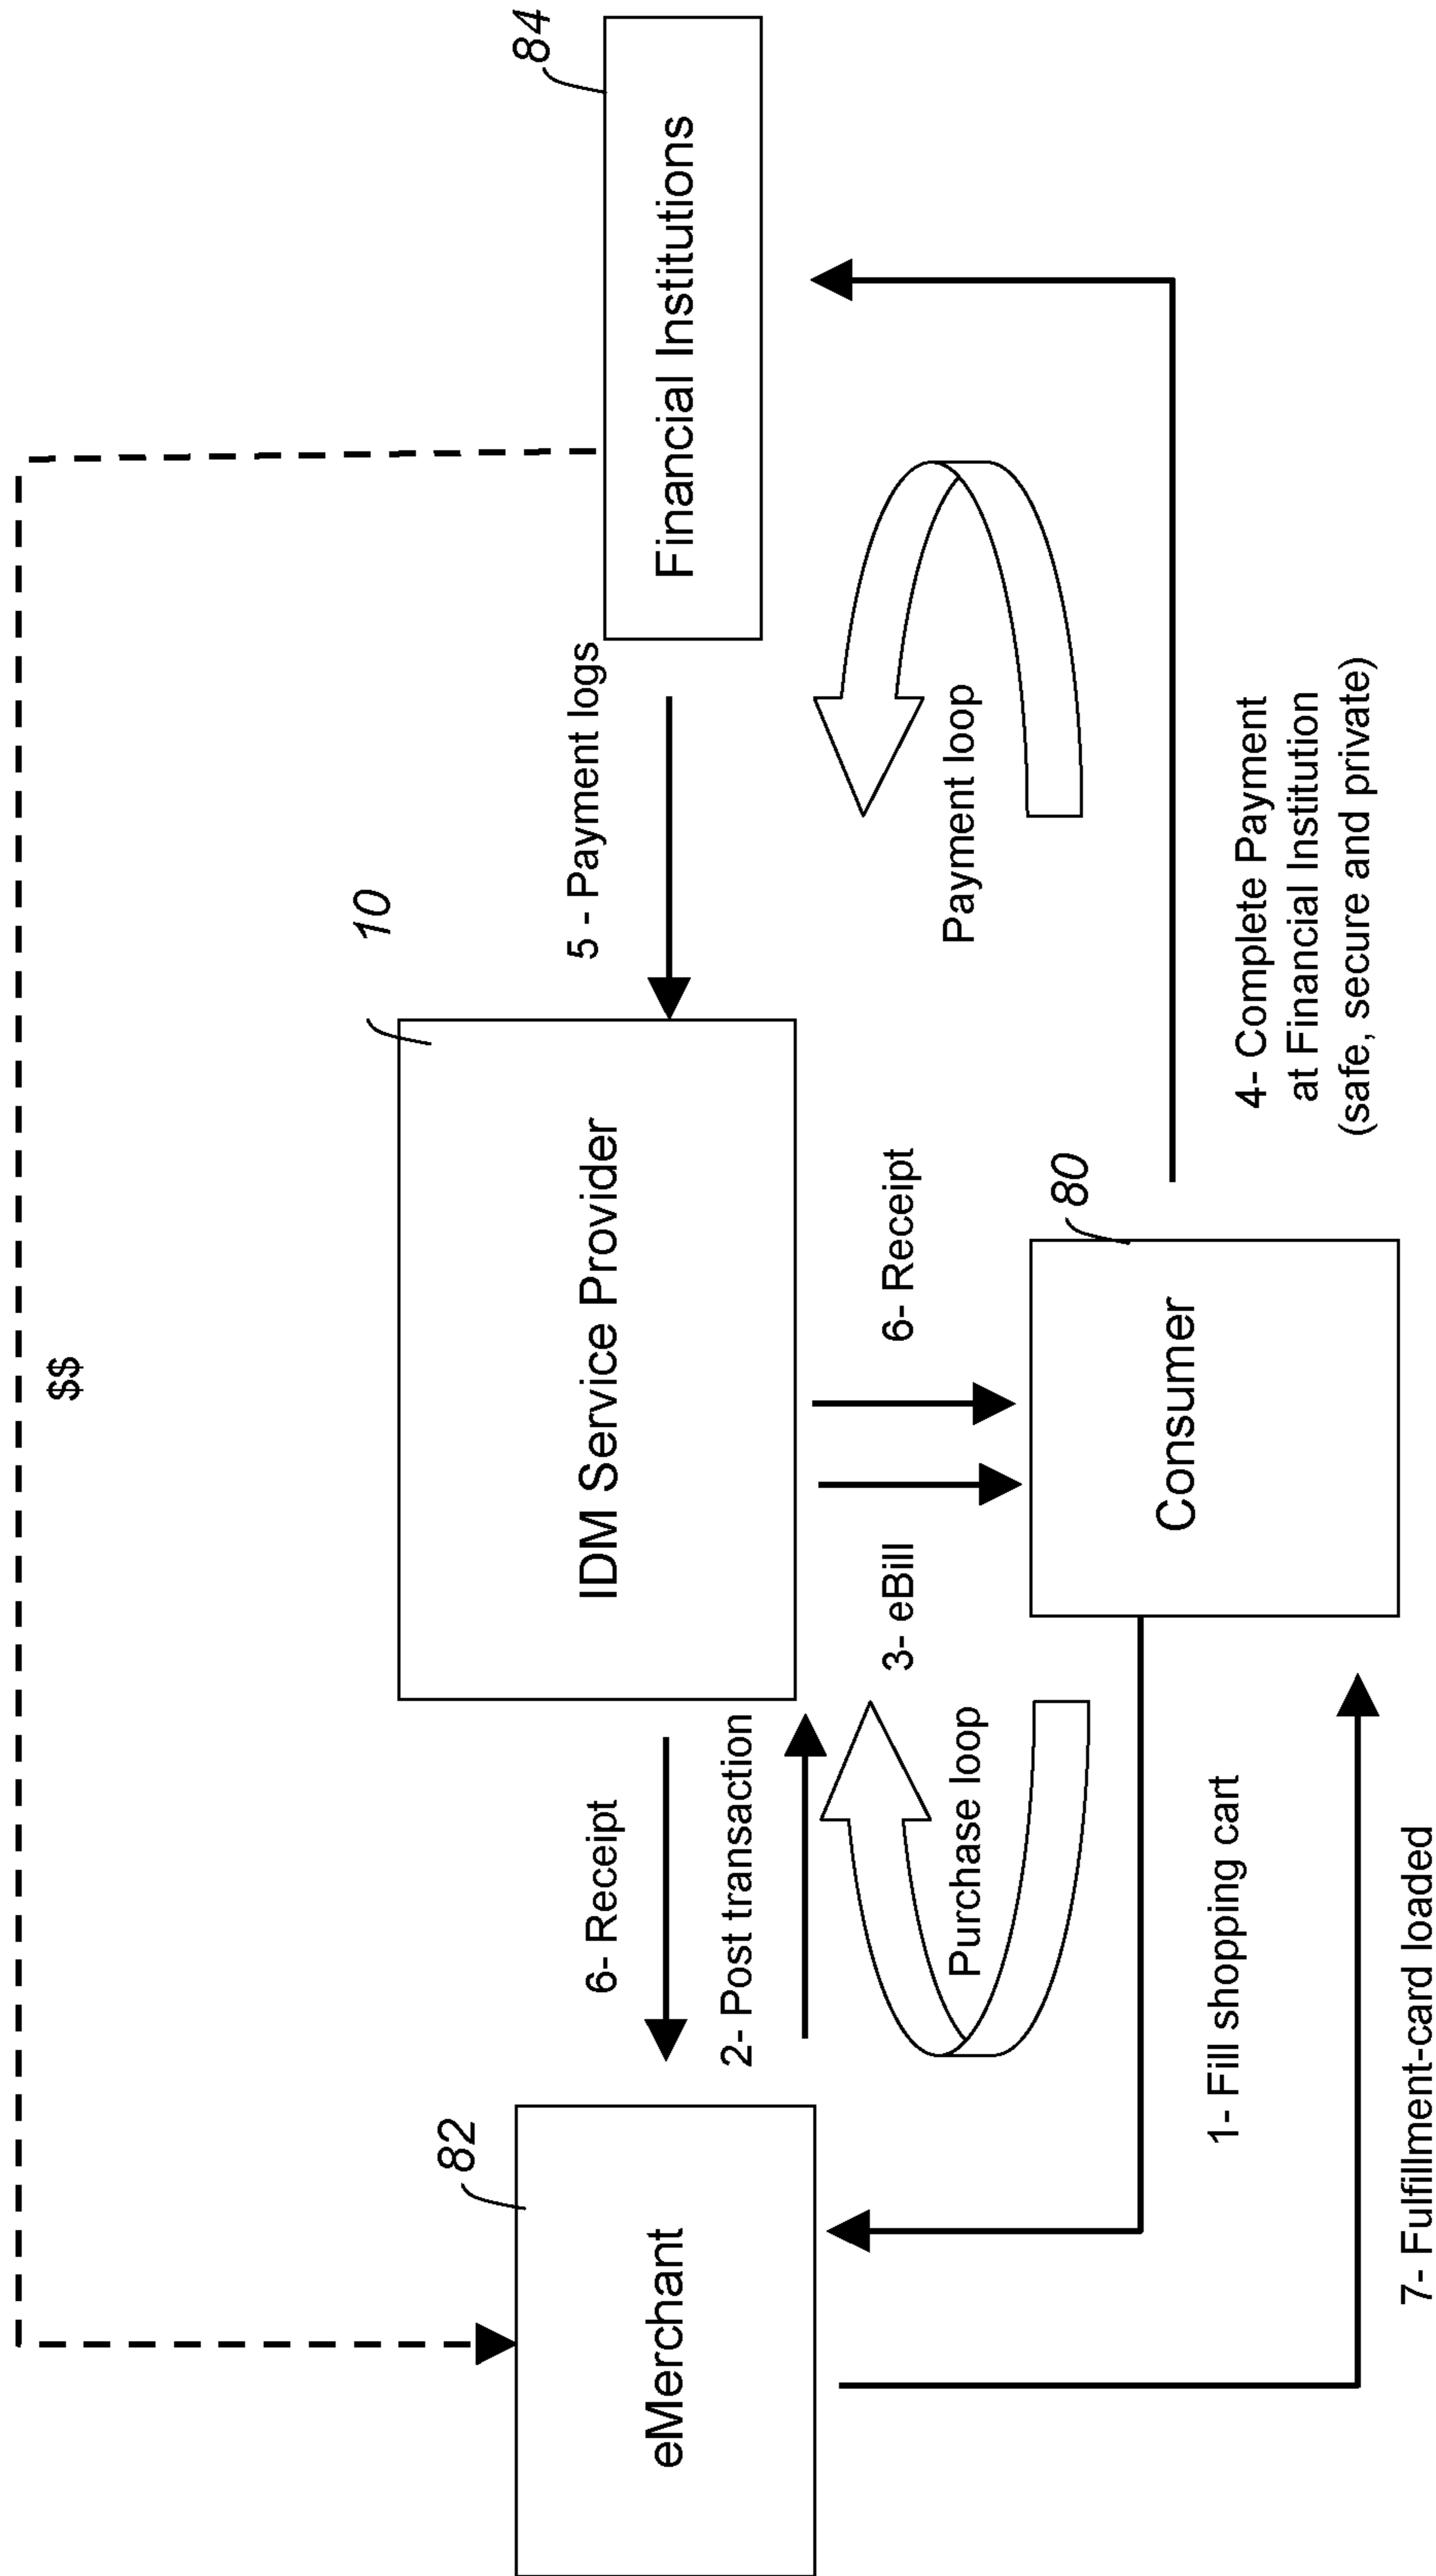 $$
84
Financial Institutions
10
5 - Payment logs
IDM Service Provider
82
eMerchant
6- Receipt
2- Post transaction
3- eBill
6- Receipt
Payment loop
Purchase loop
80
Consumer
1- Fill shopping cart
4- Complete Payment
at Financial Institution
(safe, secure and private)
7- Fulfillment-card loaded